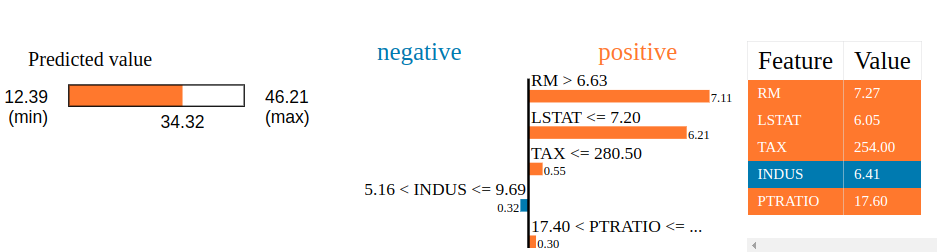 Predicted value
12.39
(min)
46.21
(max)
34.32
negative
positive
RM > 6.63
7.11
LSTAT <= 7.20
6.21
TAX <= 280.50
0.55
5.16 < INDUS <= 9.69
0.32
17.40 < PTRATIO <= ...
0.30
Feature Value
RM 7.27
LSTAT 6.05
TAX 254.00
INDUS 6.41
PTRATIO 17.60